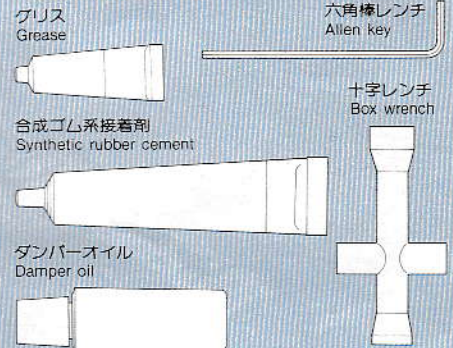 グリス
Grease
六角棒レンチ
Allen key
十字レンチ
Box wrench
合成ゴム系接着剤
Synthetic rubber cement
ダンパーオイル
Damper oil